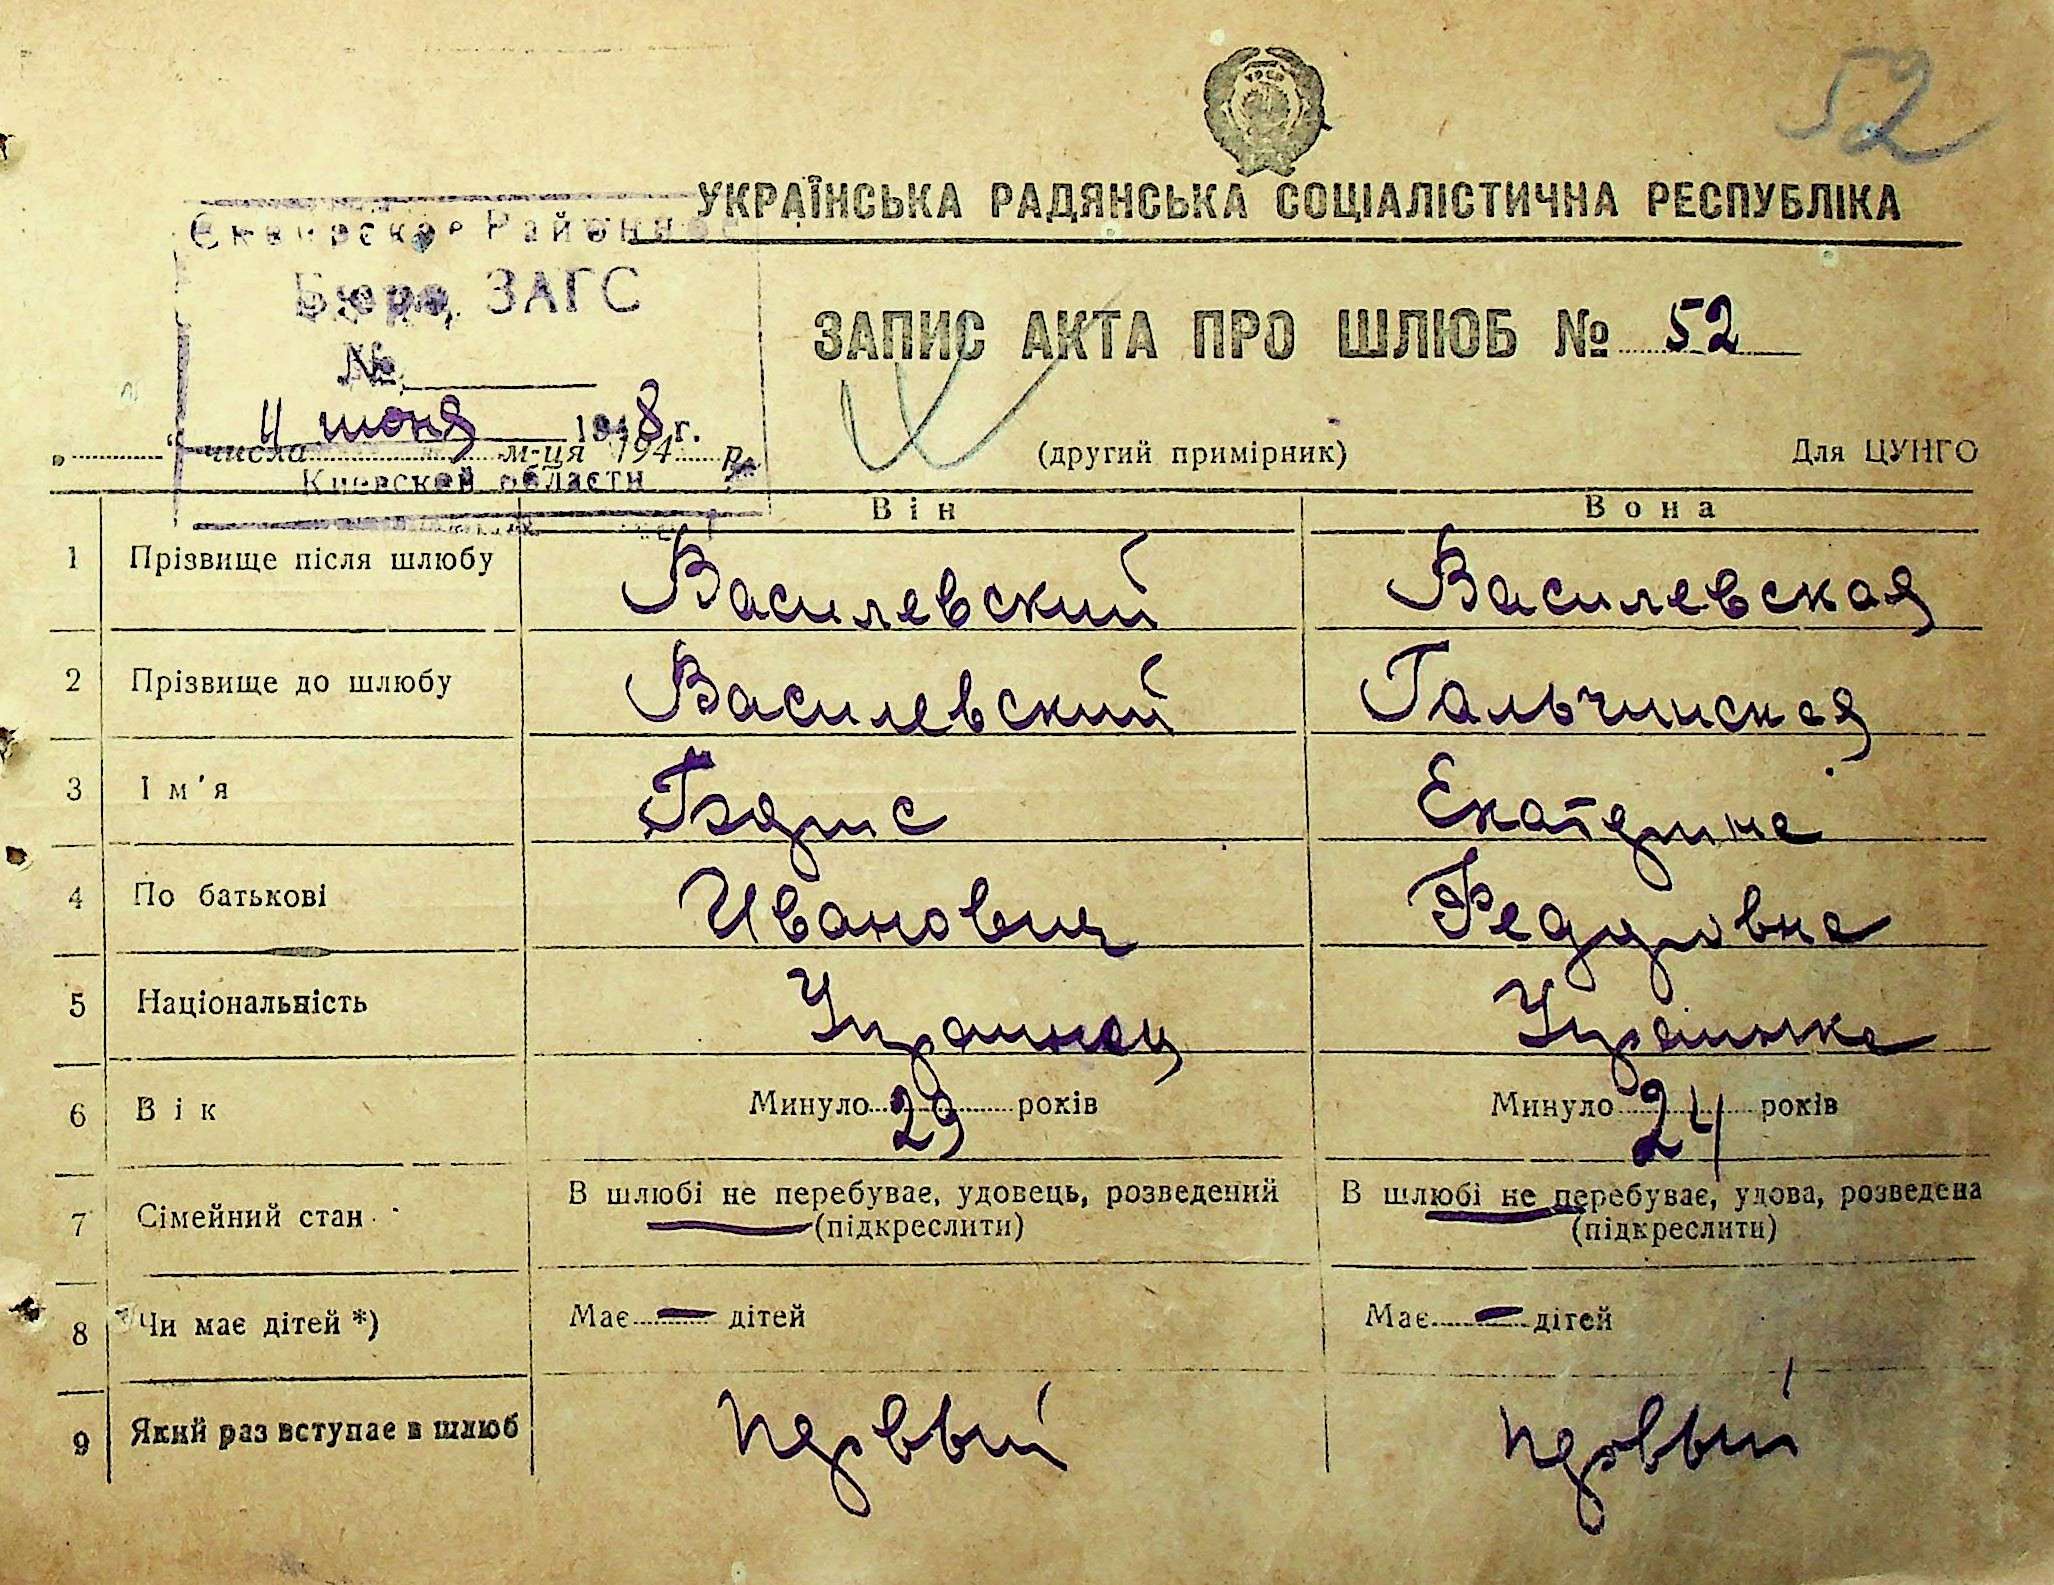 52
УРСР
УКРАЇНСЬКА РАДЯНСЬКА СОЦІАЛІСТИЧНА РЕСПУБЛІКА
Сквирское Районное
Бюро ЗАГС
№
ЗАПИС АКТА ПРО ШЛЮБ № 52
11 июня 1948 г.
„ “ числа м-ця 194 р.
(другий примірник)
Для ЦУНГО
Киевской области
Він Вона
1 Прізвище після шлюбу Василевский Василевская
2 Прізвище до шлюбу Василевский Гальчинская
3 Ім'я Борис Екатерина
4 По батькові Иванович Федоровна
5 Національність Украинец Украинка
6 Вік Минуло 29 років Минуло 24 років
7 Сімейний стан В шлюбі не перебуває, удовець, розведений В шлюбі не перебуває, удова, розведена
(підкреслити) (підкреслити)
8 Чи має дітей *) Має — дітей Має — дітей
9 Який раз вступає в шлюб первый первый